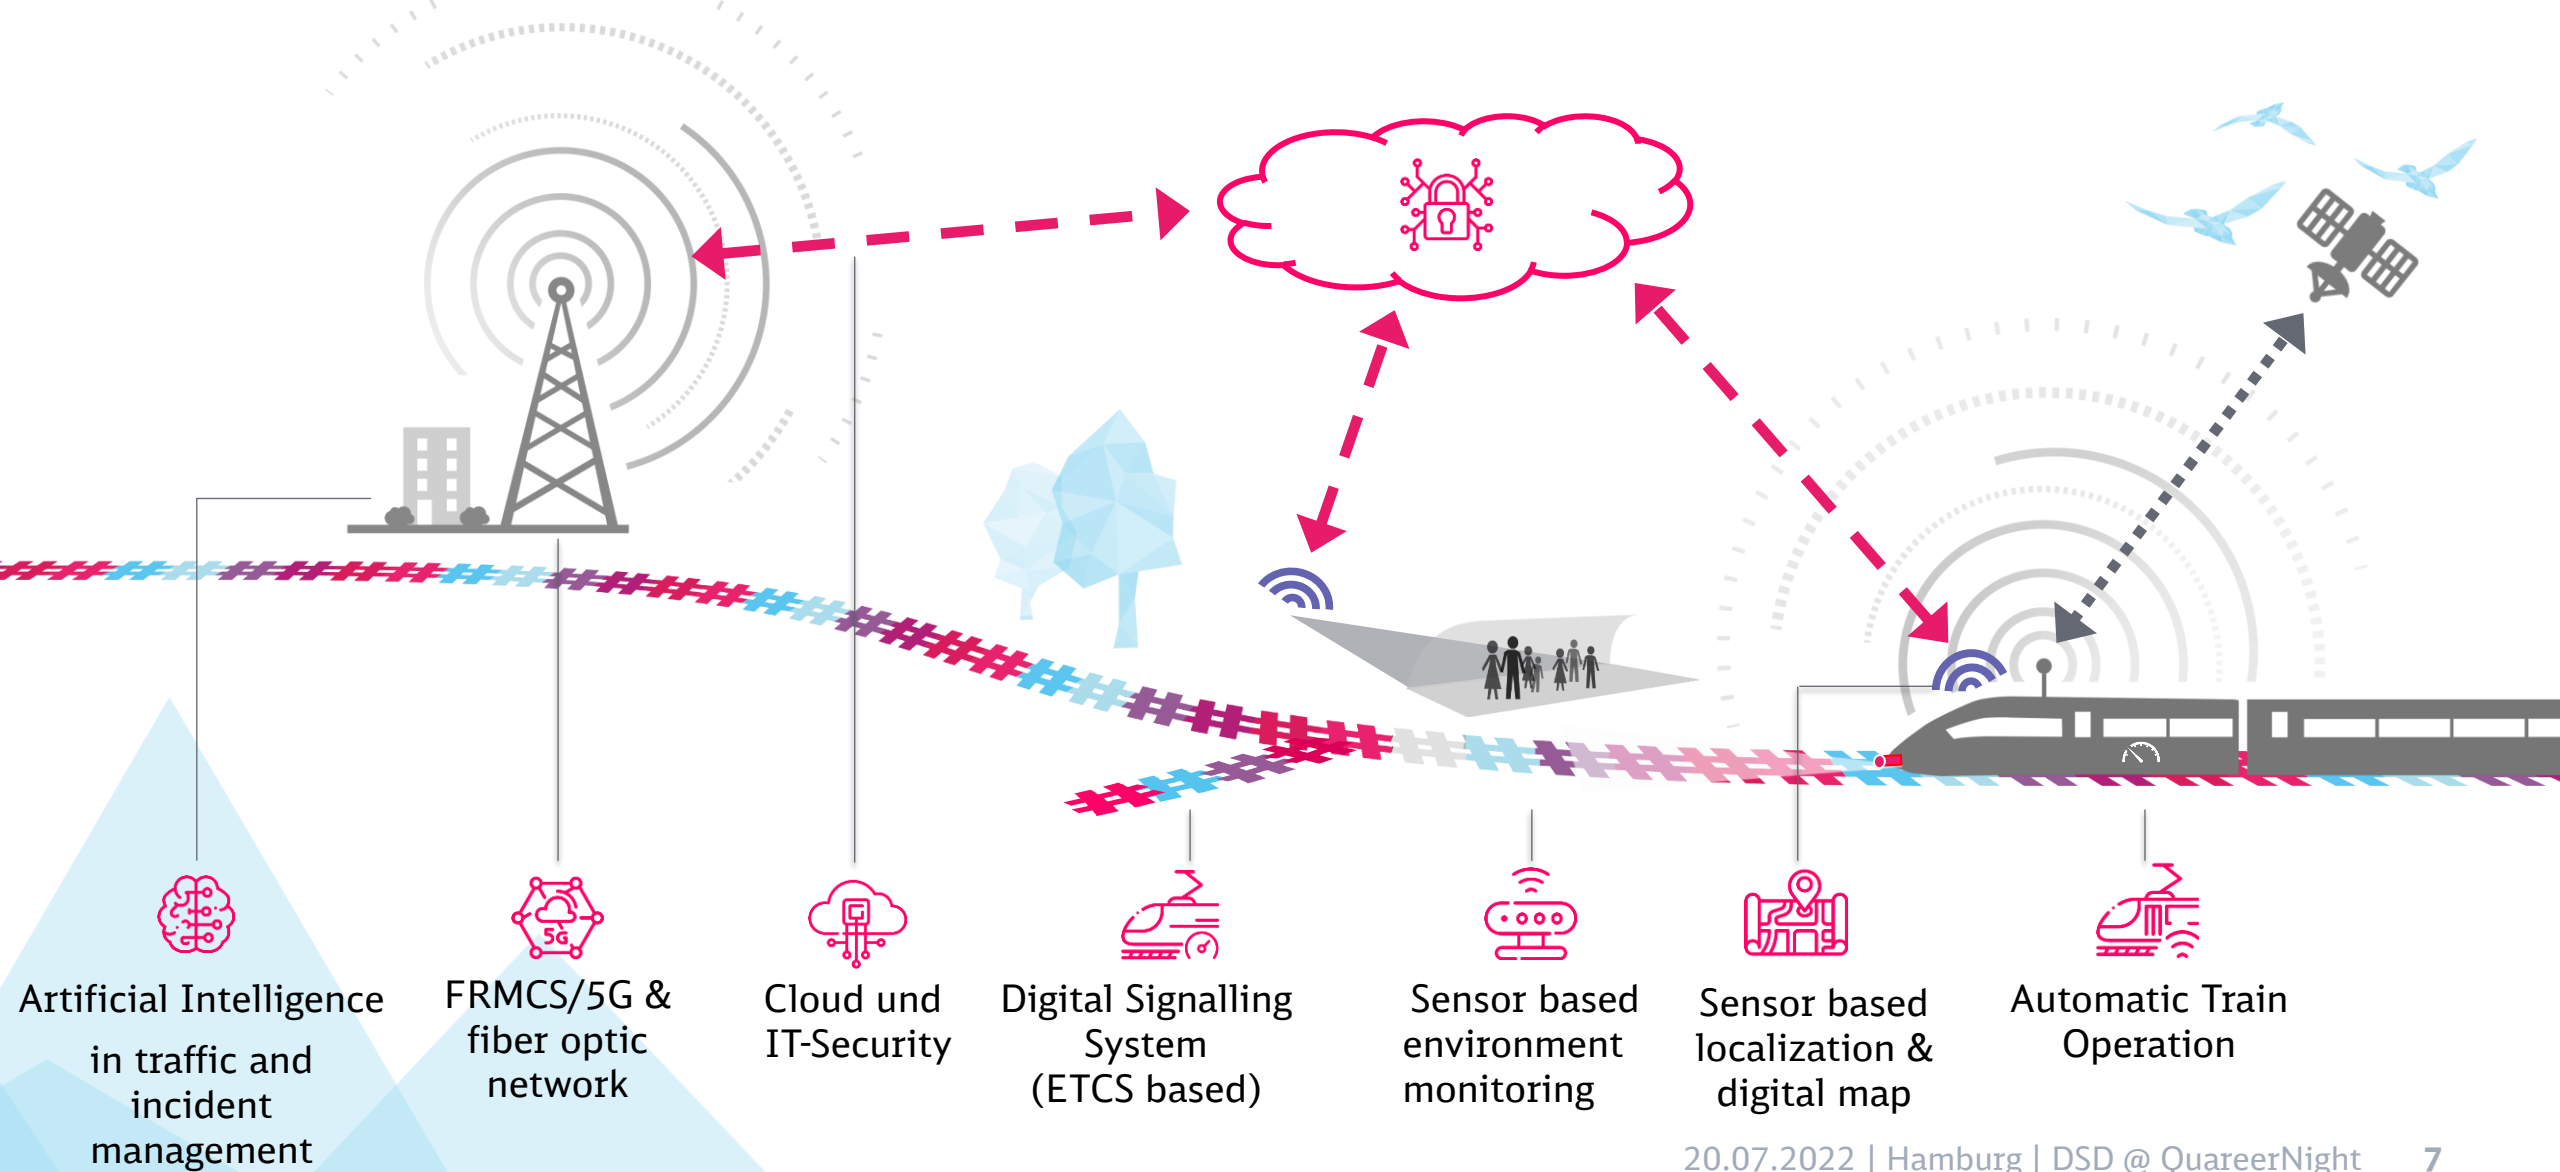 Artificial Intelligence
in traffic and
incident
management
5G
FRMCS/5G &
fiber optic
network
Cloud und
IT-Security
Digital Signalling
System
(ETCS based)
Sensor based
environment
monitoring
Sensor based
localization &
digital map
Automatic Train
Operation
20.07.2022 | Hamburg | DSD @ QuareerNight 7